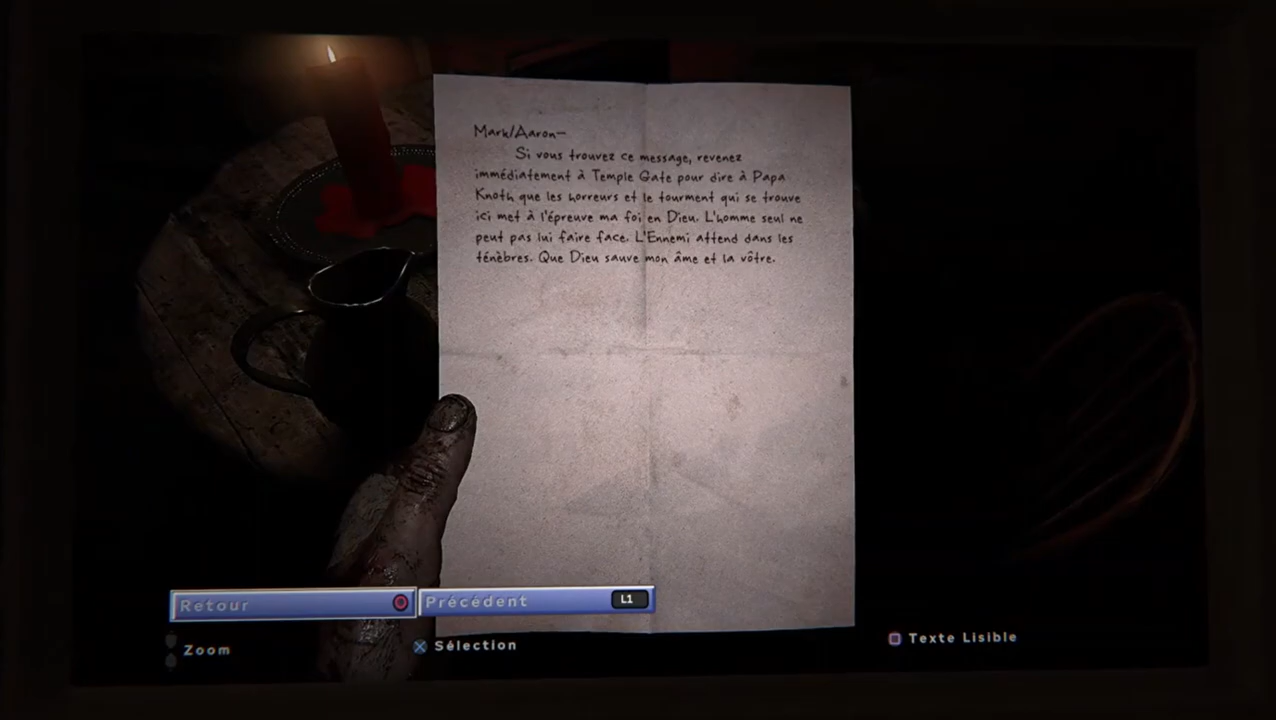 Mark/Aaron—
Si vous trouvez ce message, revenez
immédiatement à Temple Gate pour dire à Papa
Knoth que les horreurs et le tourment qui se trouve
ici met à l'épreuve ma foi en Dieu. L'homme seul ne
peut pas lui faire face. L'Ennemi attend dans les
ténèbres. Que Dieu sauve mon âme et la vôtre.
Retour
Précédent L1
Zoom
Sélection
Texte Lisible